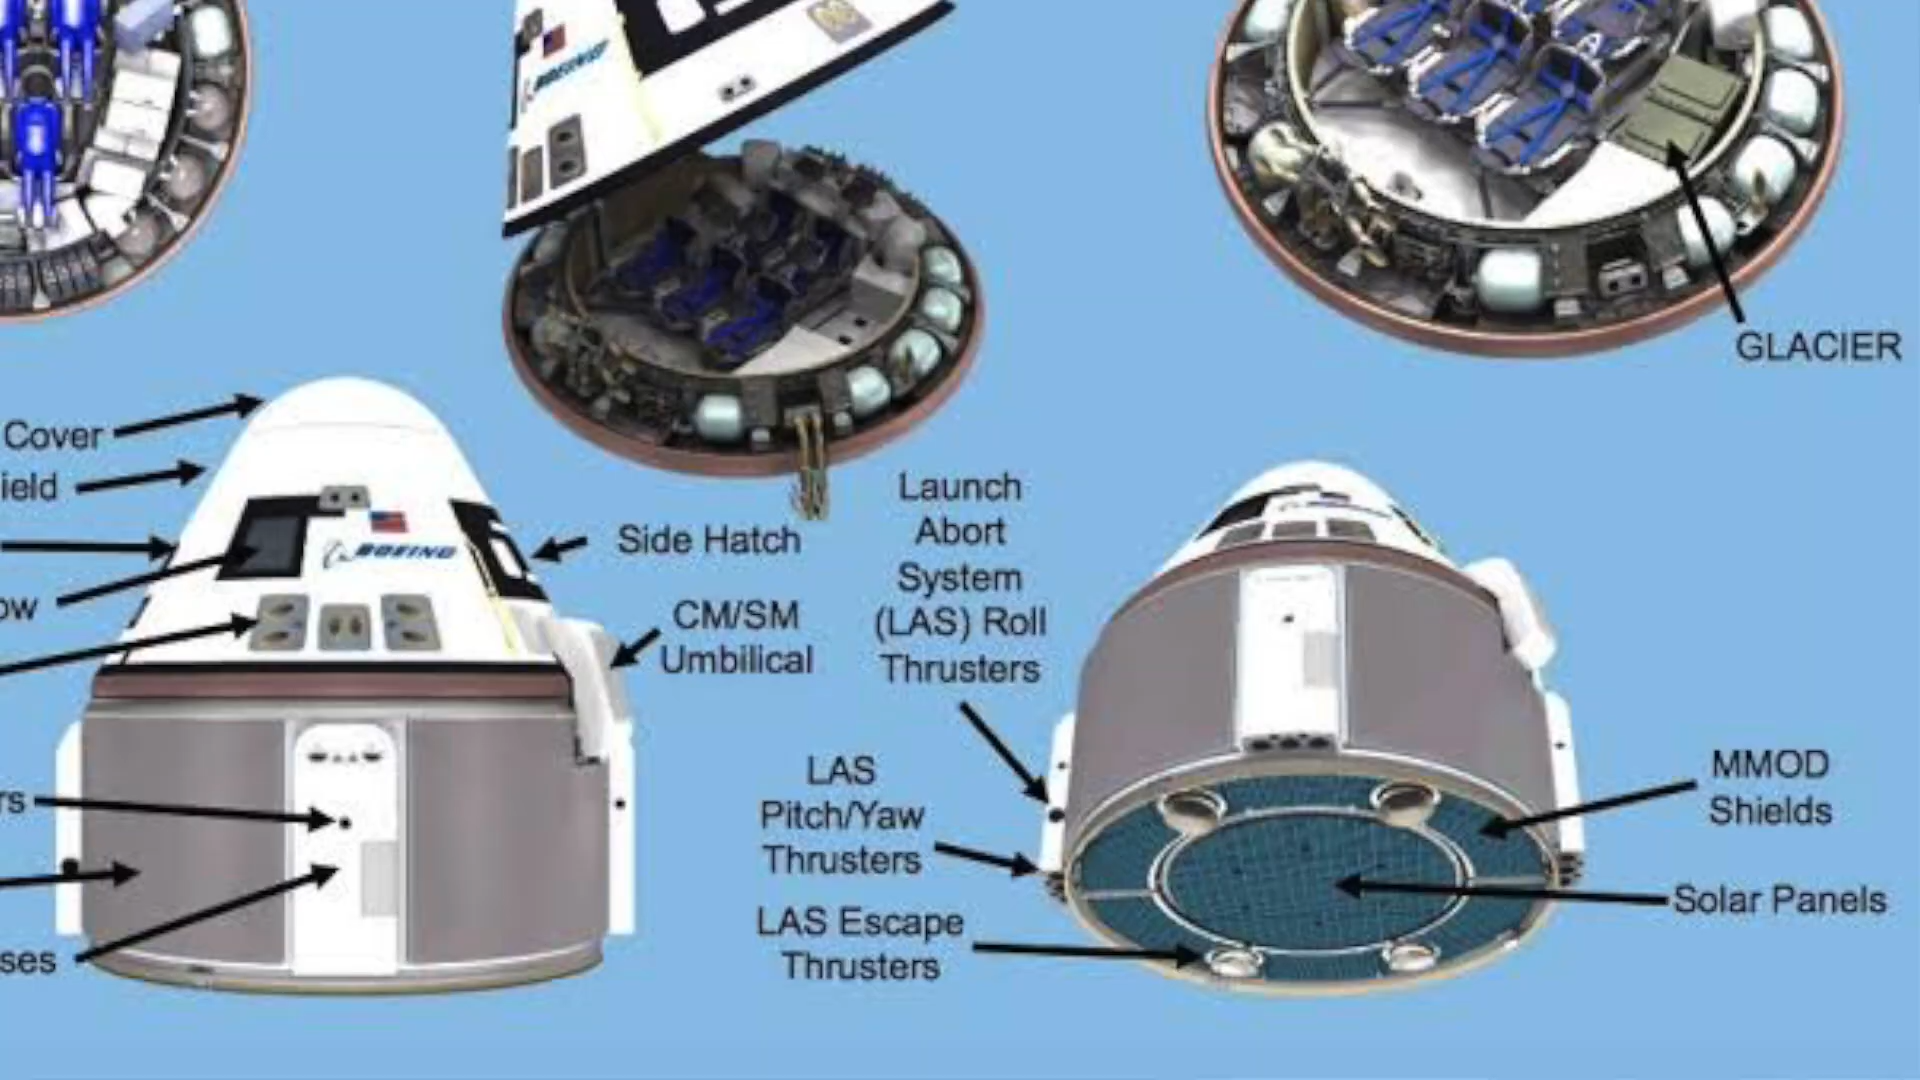 BOEING
GLACIER
Cover
ield
ow
rs
ses
BOEING
Side Hatch
CM/SM
Umbilical
Launch
Abort
System
(LAS) Roll
Thrusters
LAS
Pitch/Yaw
Thrusters
LAS Escape
Thrusters
MMOD
Shields
Solar Panels